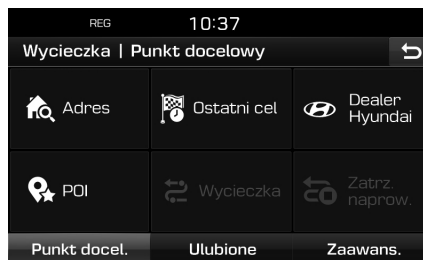 REG
10:37
Wycieczka | Punkt docelowy
Adres
Ostatni cel
Dealer
Hyundai
POI
Wycieczka
Zatrz.
naprow.
Punkt docel.
Ulubione
Zaawans.